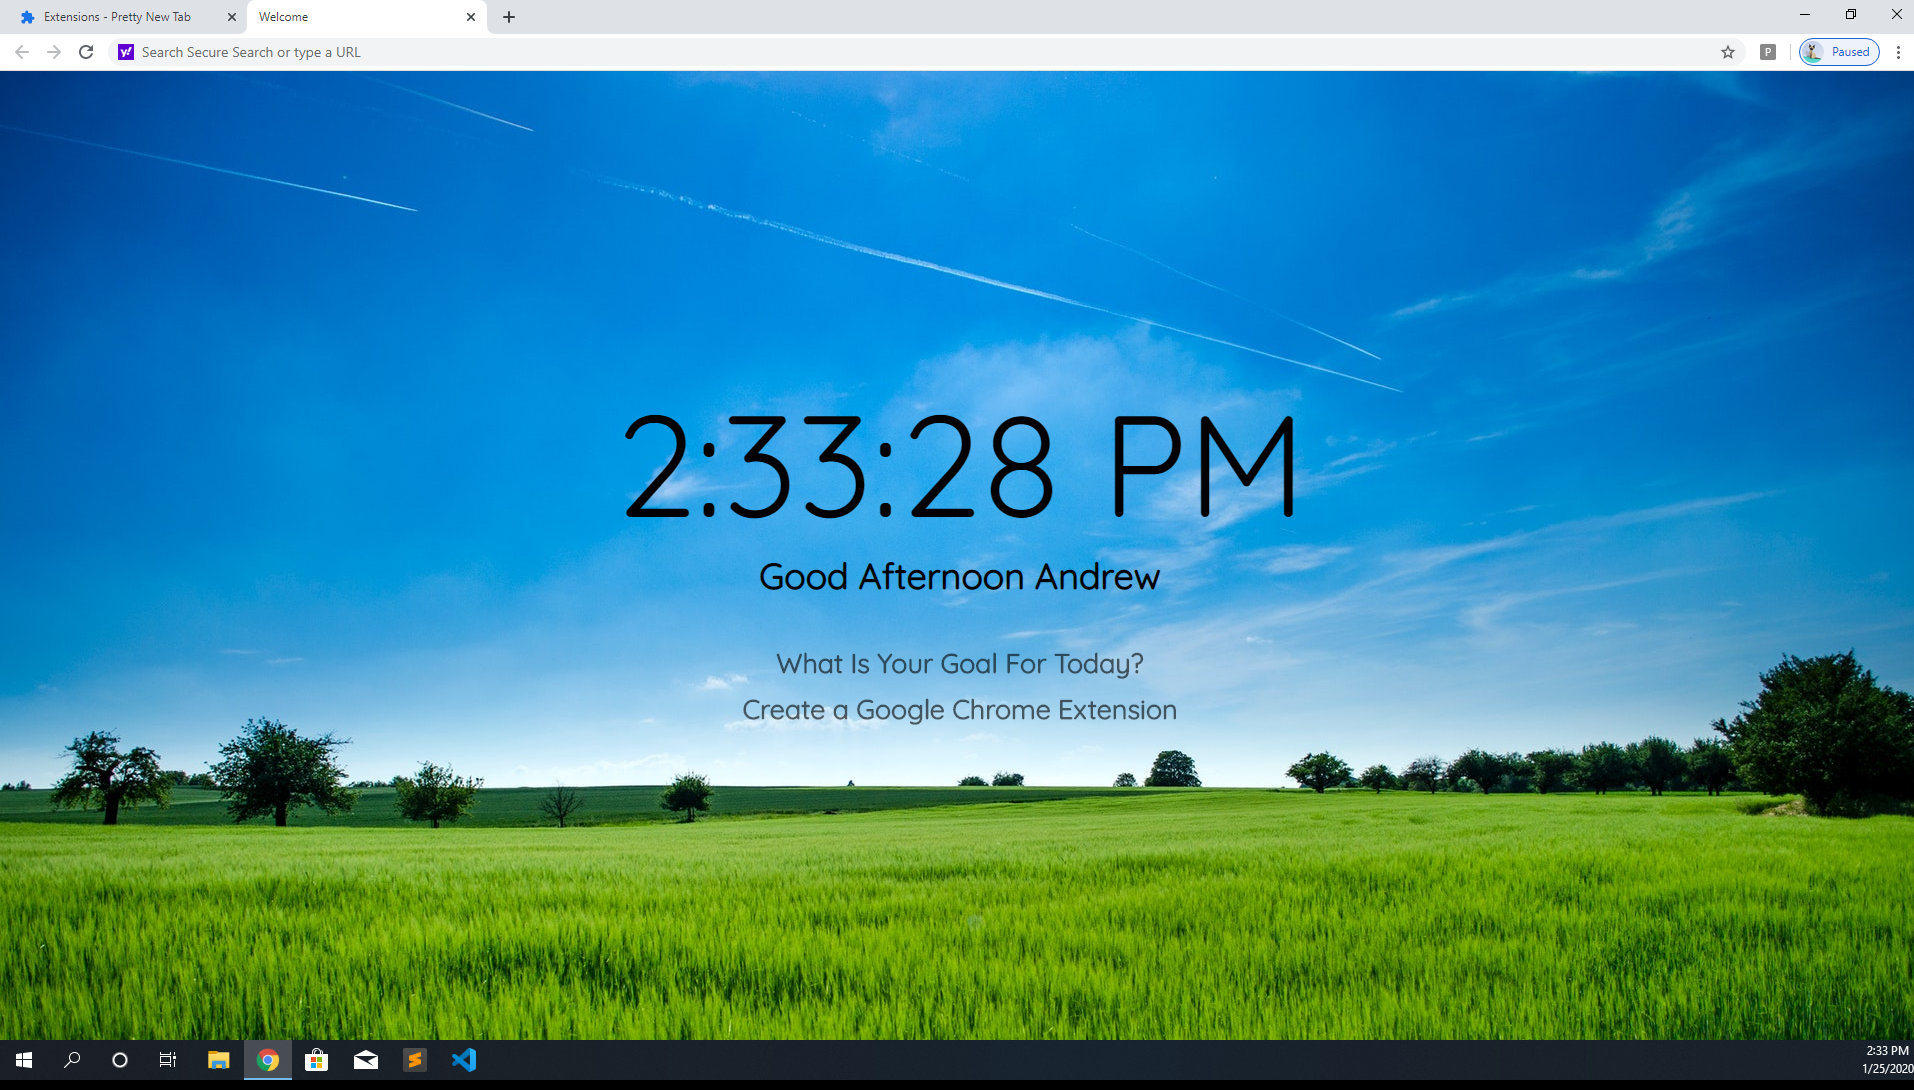 Extensions - Pretty New Tab
Welcome
y!
Search Secure Search or type a URL
P
Paused
2:33:28 PM
Good Afternoon Andrew
What Is Your Goal For Today?
Create a Google Chrome Extension
2:33 PM
1/25/2020